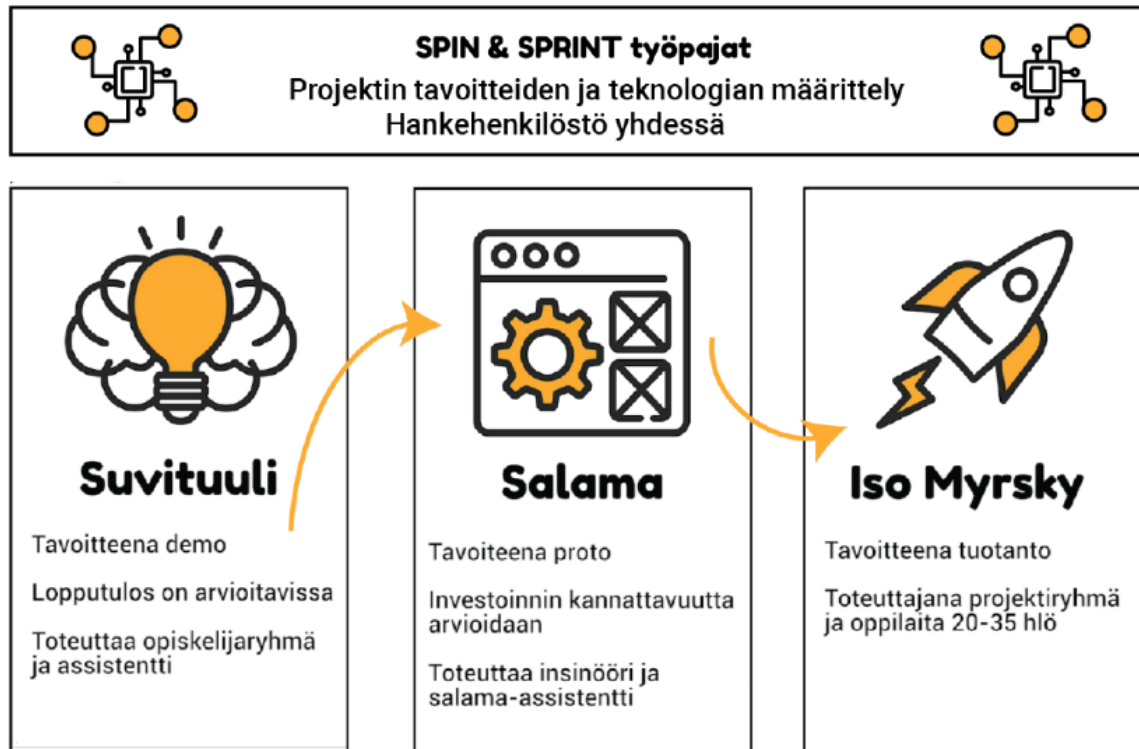 SPIN & SPRINT työpajat
Projektin tavoitteiden ja teknologian määrittely
Hankehenkilöstö yhdessä
Suvituuli
Tavoitteena demo
Lopputulos on arvioitavissa
Toteuttaa opiskelijaryhmä
ja assistentti
Salama
Tavoiteena proto
Investoinnin kannattavuutta
arvioidaan
Toteuttaa insinööri ja
salama-assistentti
Iso Myrsky
Tavoitteena tuotanto
Toteuttajana projektiryhmä
ja oppilaita 20-35 hlö